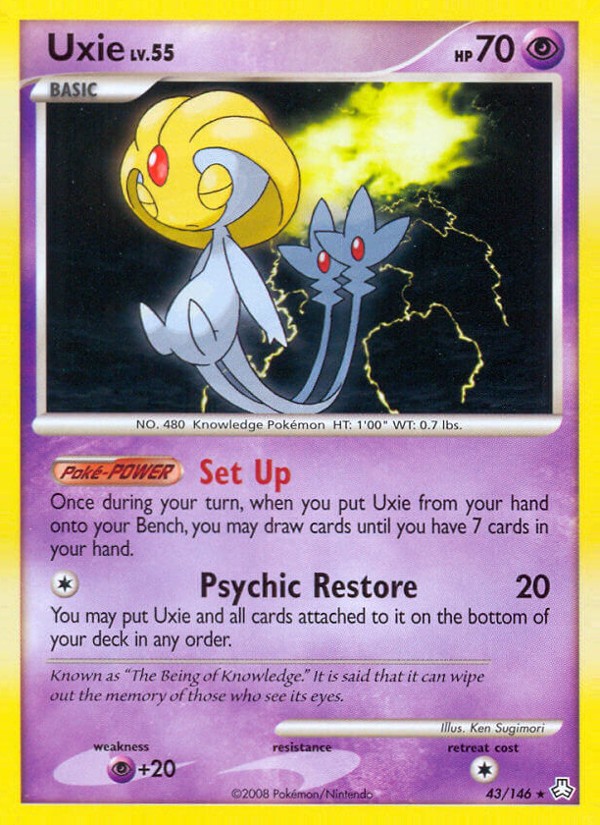 Uxie LV.55
HP 70
BASIC
NO. 480 Knowledge Pokémon HT: 1'00" WT: 0.7 lbs.
Poké-POWER Set Up
Once during your turn, when you put Uxie from your hand
onto your Bench, you may draw cards until you have 7 cards in
your hand.
Psychic Restore 20
You may put Uxie and all cards attached to it on the bottom of
your deck in any order.
Known as “The Being of Knowledge.” It is said that it can wipe
out the memory of those who see its eyes.
Illus. Ken Sugimori
weakness resistance retreat cost
+20
©2008 Pokémon/Nintendo 43/146 ★